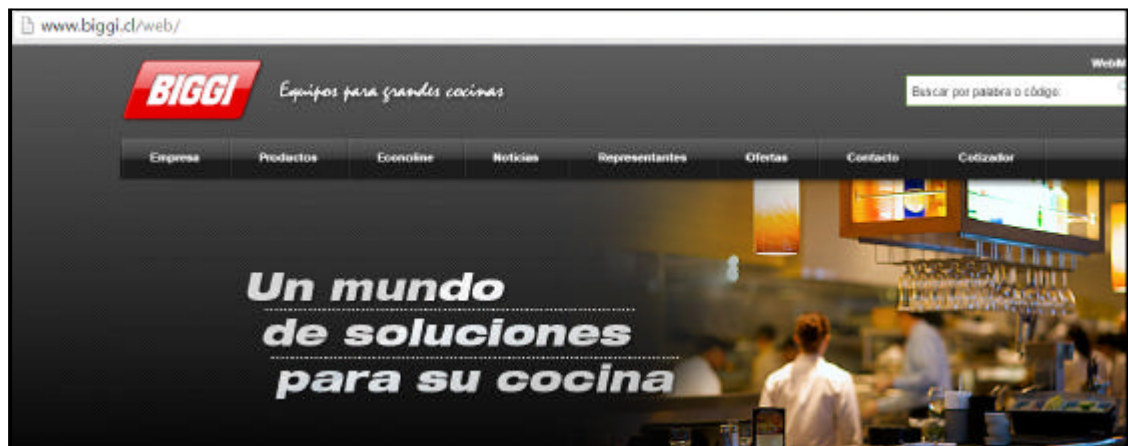 www.biggi.cl/web/
BIGGI
Equipos para grandes cocinas
Buscar por palabra o código:
Empresa Productos Econoline Noticias Representantes Ofertas Contacto Cotizador
Un mundo
de soluciones
para su cocina